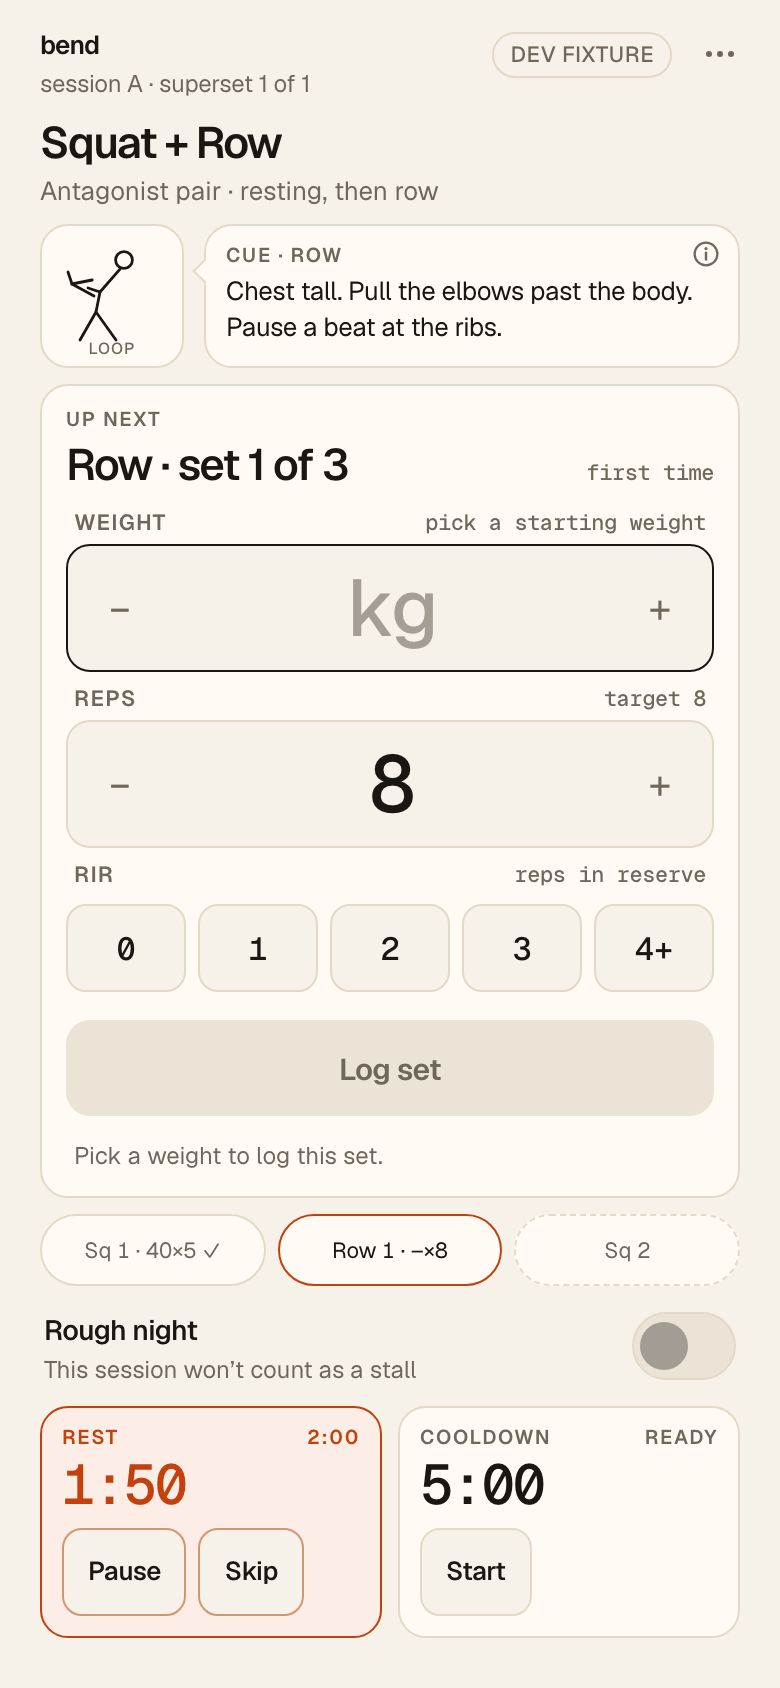 bend
DEV FIXTURE
session A · superset 1 of 1
Squat + Row
Antagonist pair · resting, then row
LOOP
CUE · ROW
Chest tall. Pull the elbows past the body.
Pause a beat at the ribs.
UP NEXT
Row · set 1 of 3
first time
WEIGHT
pick a starting weight
− kg +
REPS
target 8
− 8 +
RIR
reps in reserve
0 1 2 3 4+
Log set
Pick a weight to log this set.
Sq 1 · 40×5 ✓
Row 1 · –×8
Sq 2
Rough night
This session won’t count as a stall
REST 2:00
1:50
Pause Skip
COOLDOWN READY
5:00
Start